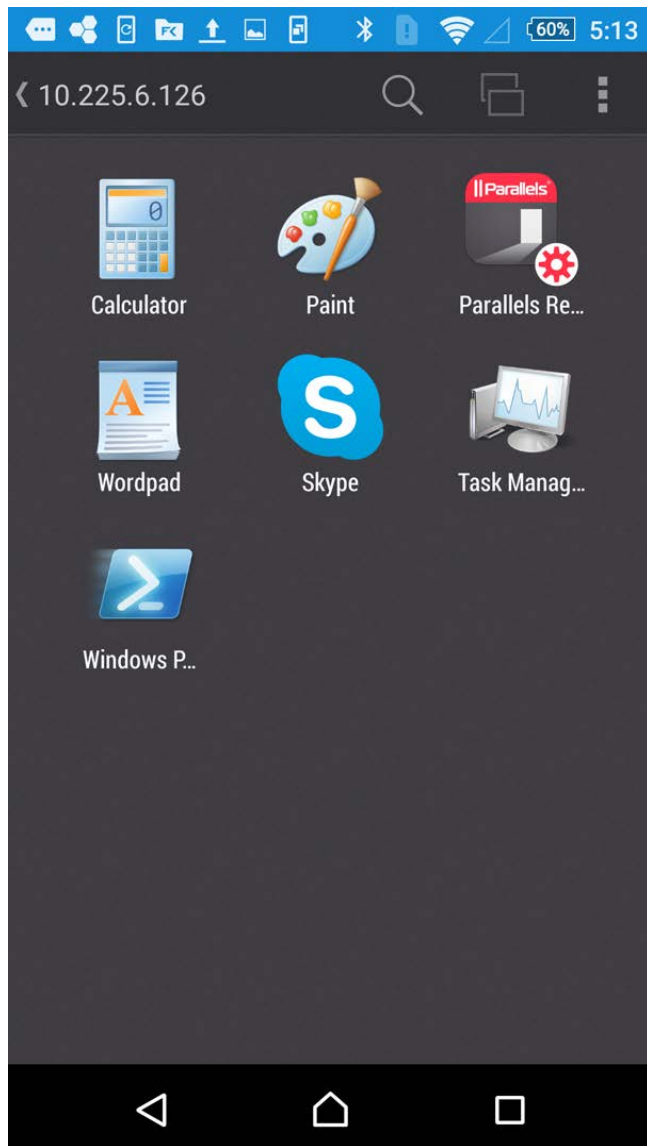 60% 5:13
10.225.6.126
0
||Parallels®
Calculator Paint Parallels Re...
A
S
Wordpad Skype Task Manag...
Windows P...